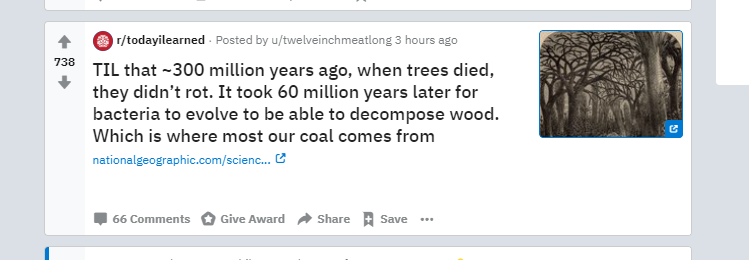 r/todayilearned · Posted by u/twelveinchmeatlong 3 hours ago
738
TIL that ~300 million years ago, when trees died,
they didn’t rot. It took 60 million years later for
bacteria to evolve to be able to decompose wood.
Which is where most our coal comes from
nationalgeographic.com/scienc...
66 Comments Give Award Share Save ...